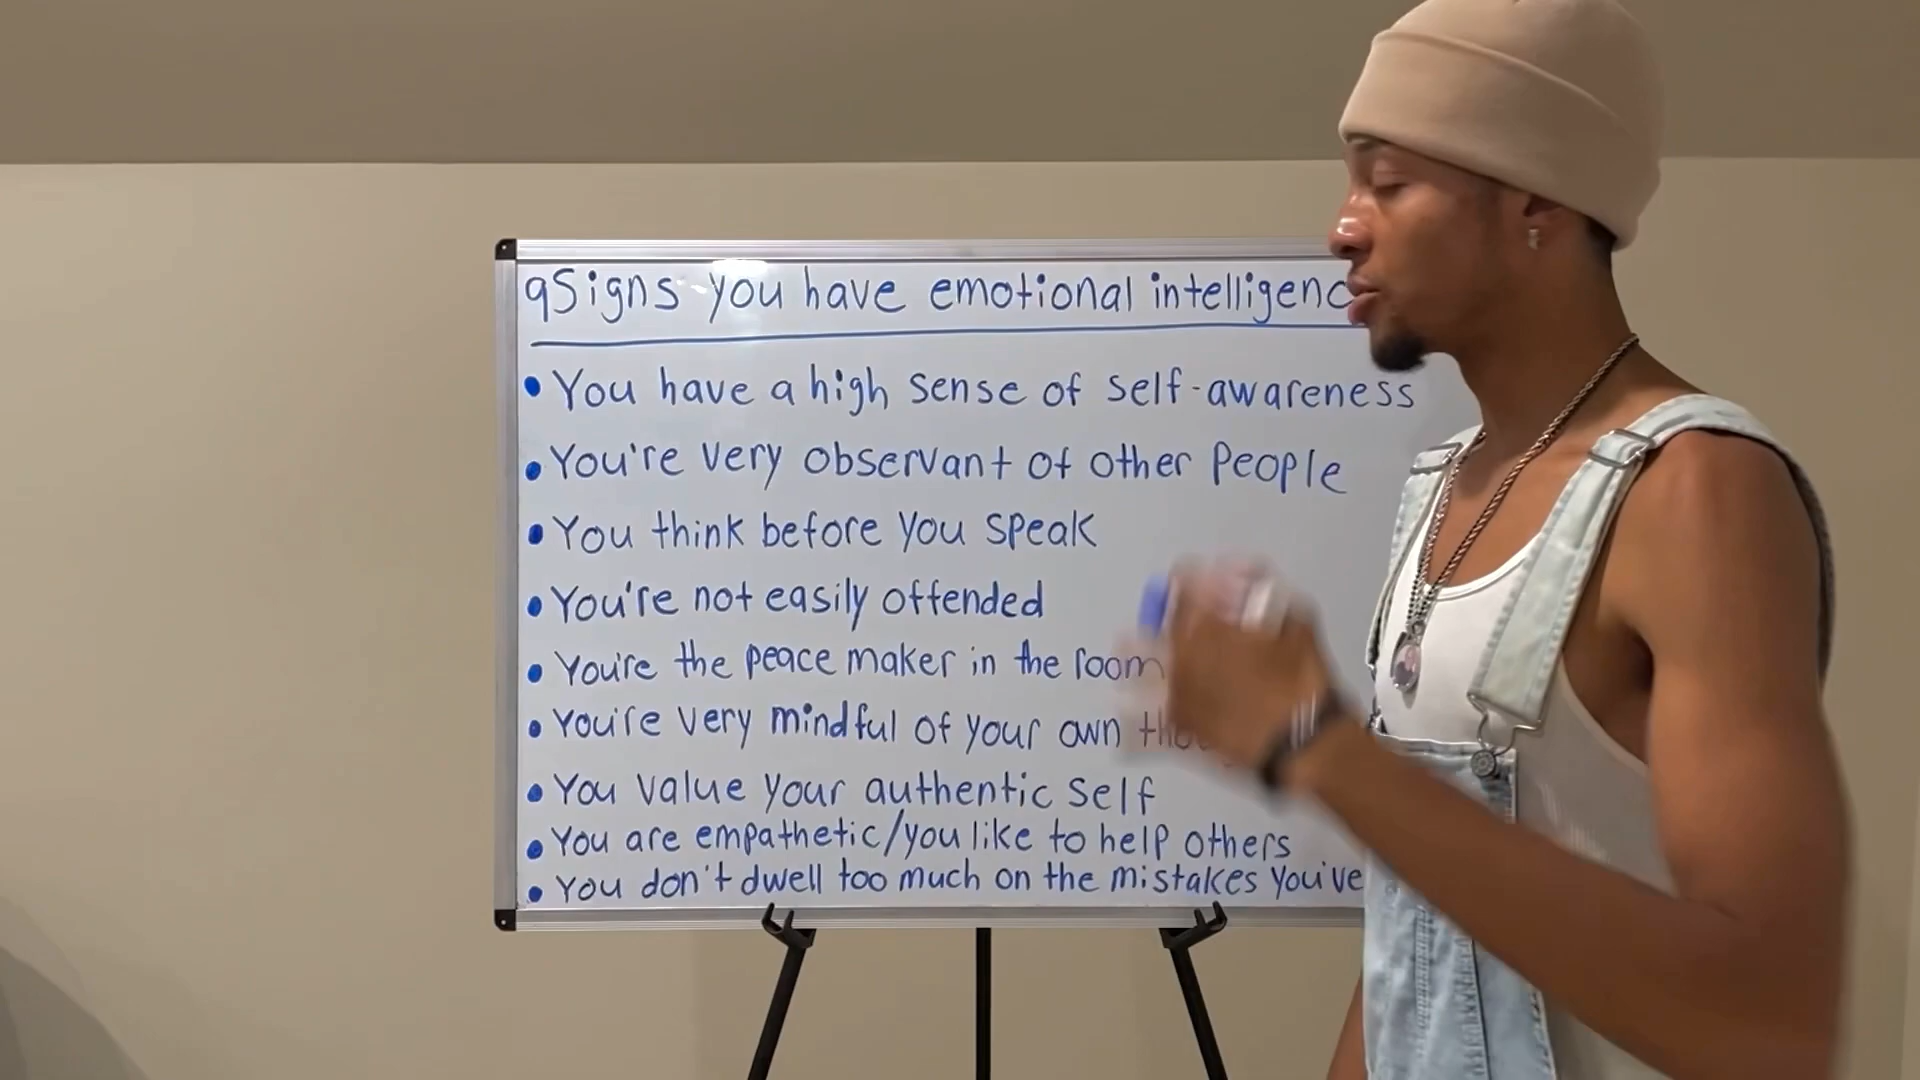 9 Signs you have emotional intelligenc
• You have a high sense of self-awareness
• You're very observant of other people
• You think before you speak
• You're not easily offended
• You're the peace maker in the room
• You're very mindful of your own
• You value your authentic self
• You are empathetic/you like to help others
• You don't dwell too much on the mistakes you've